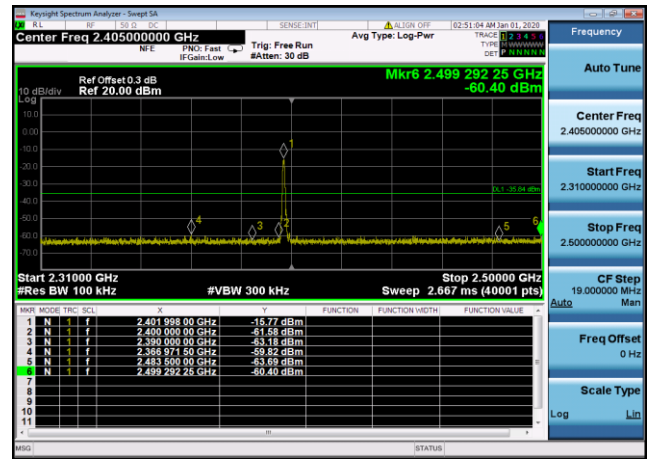 Keysight Spectrum Analyzer - Swept SA
RL RF 50 Ω DC SENSE:INT ALIGN OFF 02:51:04 AM Jan 01, 2020
Center Freq 2.405000000 GHz
NFE
PNO: Fast
IFGain:Low
Trig: Free Run
#Atten: 30 dB
Avg Type: Log-Pwr
TRACE 1 2 3 4 5 6
TYPE M WWWWW
DET P N N N N N
Ref Offset 0.3 dB
10 dB/div Ref 20.00 dBm
Log
Mkr6 2.499 292 25 GHz
-60.40 dBm
10.0
0.00
-10.0
-20.0
-30.0
-40.0
-50.0
-60.0
-70.0
1
DL1 -35.84 dBm
4
3
2
5
6
Start 2.31000 GHz Stop 2.50000 GHz
#Res BW 100 kHz #VBW 300 kHz Sweep 2.667 ms (40001 pts)
MKR MODE TRC SCL X Y FUNCTION FUNCTION WIDTH FUNCTION VALUE
1 N 1 f 2.401 998 00 GHz -15.77 dBm
2 N 1 f 2.400 000 00 GHz -61.58 dBm
3 N 1 f 2.390 000 00 GHz -63.18 dBm
4 N 1 f 2.366 971 50 GHz -59.82 dBm
5 N 1 f 2.483 500 00 GHz -63.69 dBm
6 N 1 f 2.499 292 25 GHz -60.40 dBm
7
8
9
10
11
MSG STATUS
Frequency
Auto Tune
Center Freq
2.405000000 GHz
Start Freq
2.310000000 GHz
Stop Freq
2.500000000 GHz
CF Step
19.000000 MHz
Auto Man
Freq Offset
0 Hz
Scale Type
Log Lin